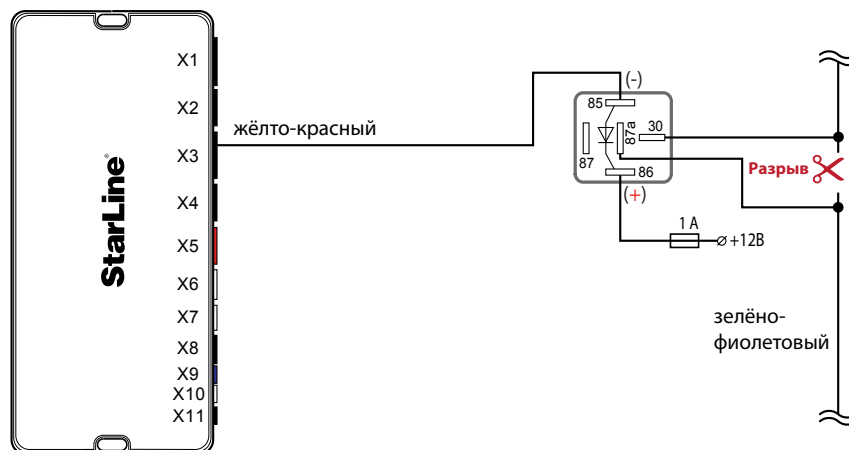 StarLine®
X1
X2
X3
X4
X5
X6
X7
X8
X9
X10
X11
жёлто-красный
(-)
85
87a
30
87
86
(+)
1 А
+12В
Разрыв
зелёно-
фиолетовый